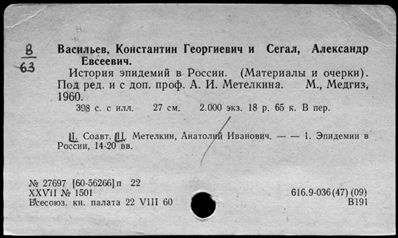 В
63
Васильев, Константин Георгиевич и Сегал, Александр
Евсеевич.
История эпидемий в России. (Материалы и очерки).
Под ред. и с доп. проф. А. И. Метелкина. М., Медгиз,
1960.
398 с. с илл. 27 см. 2.000 экз. 18 р. 65 к. В пер.
II. Соавт. III. Метелкин, Анатолий Иванович. — — 1. Эпидемии в
России, 14-20 вв.
№ 27697 [60-56266] п 22
XXVII № 1501 616.9-036 (47) (09)
Всесоюз. кн. палата 22 VIII 60 В191